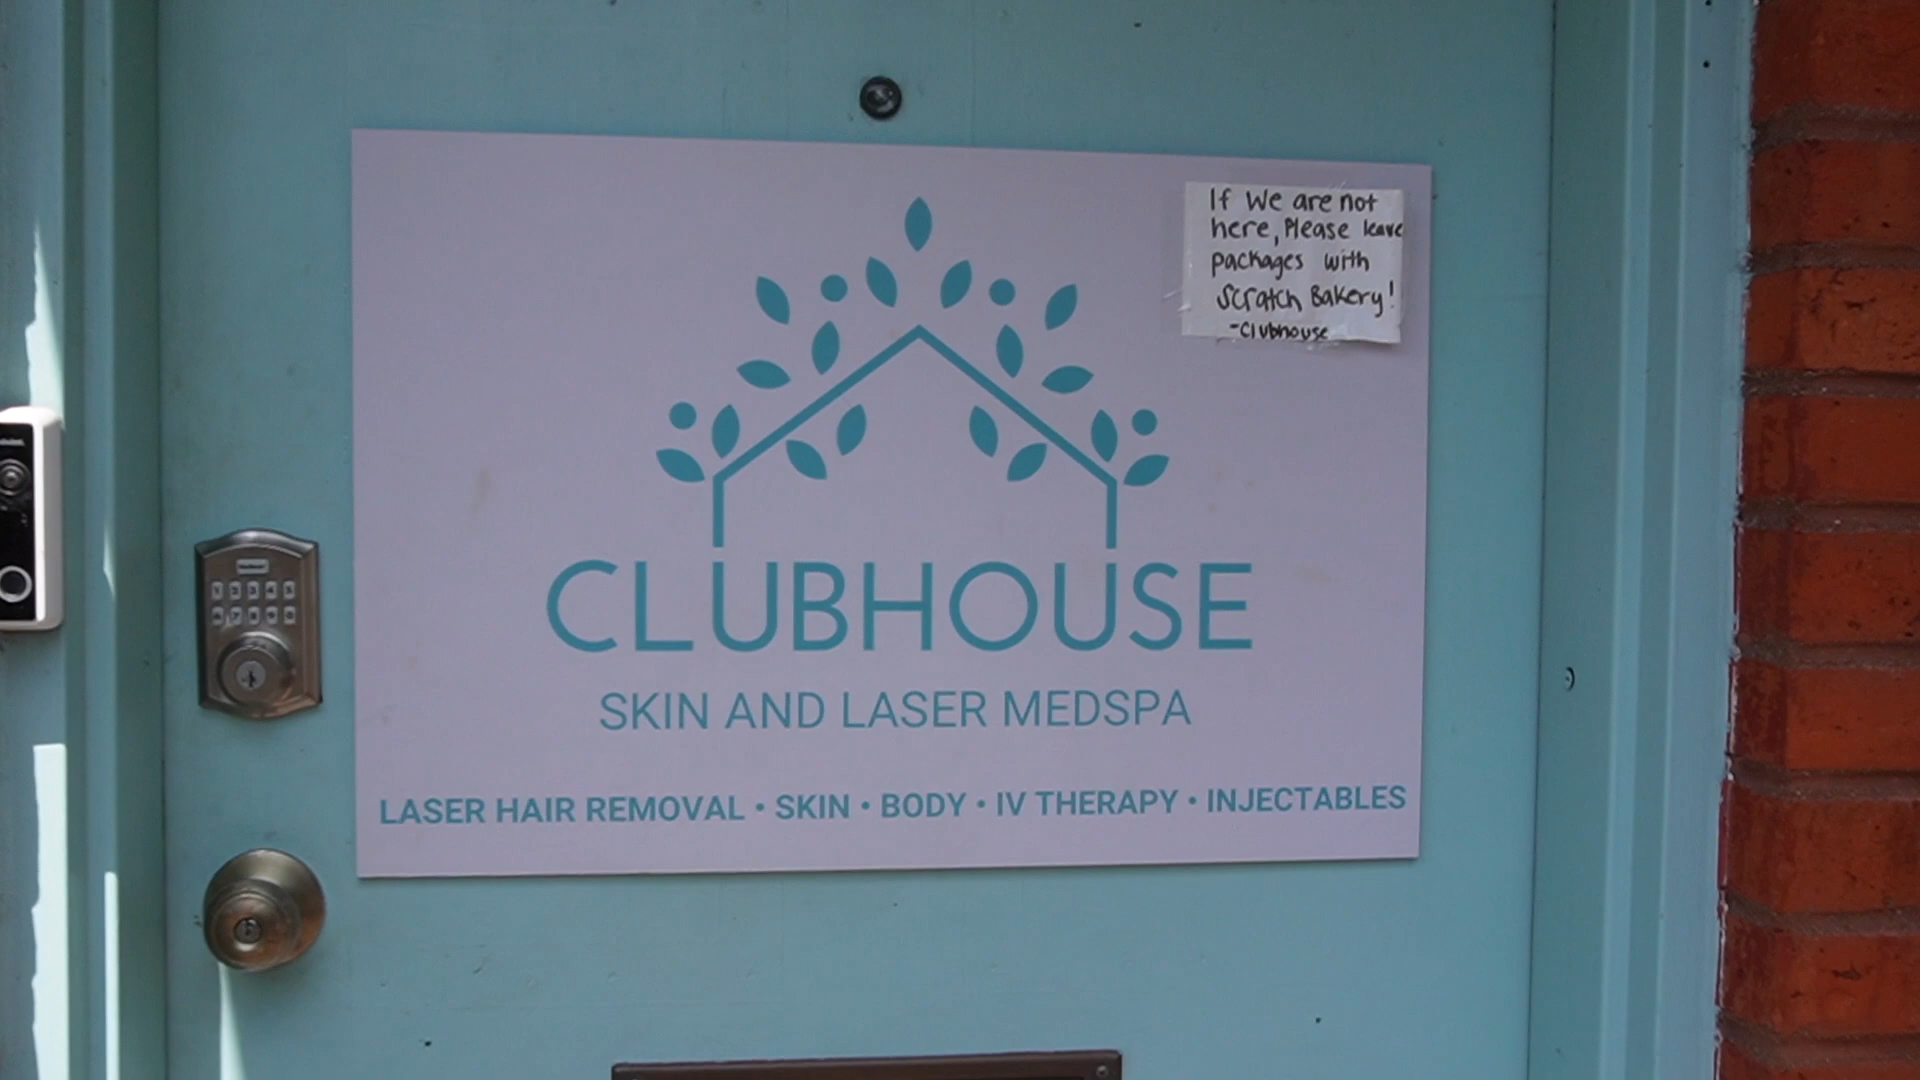 If We are not
here, Please leave
packages with
Scratch Bakery!
-Clubhouse
CLUBHOUSE
SKIN AND LASER MEDSPA
LASER HAIR REMOVAL • SKIN • BODY • IV THERAPY • INJECTABLES